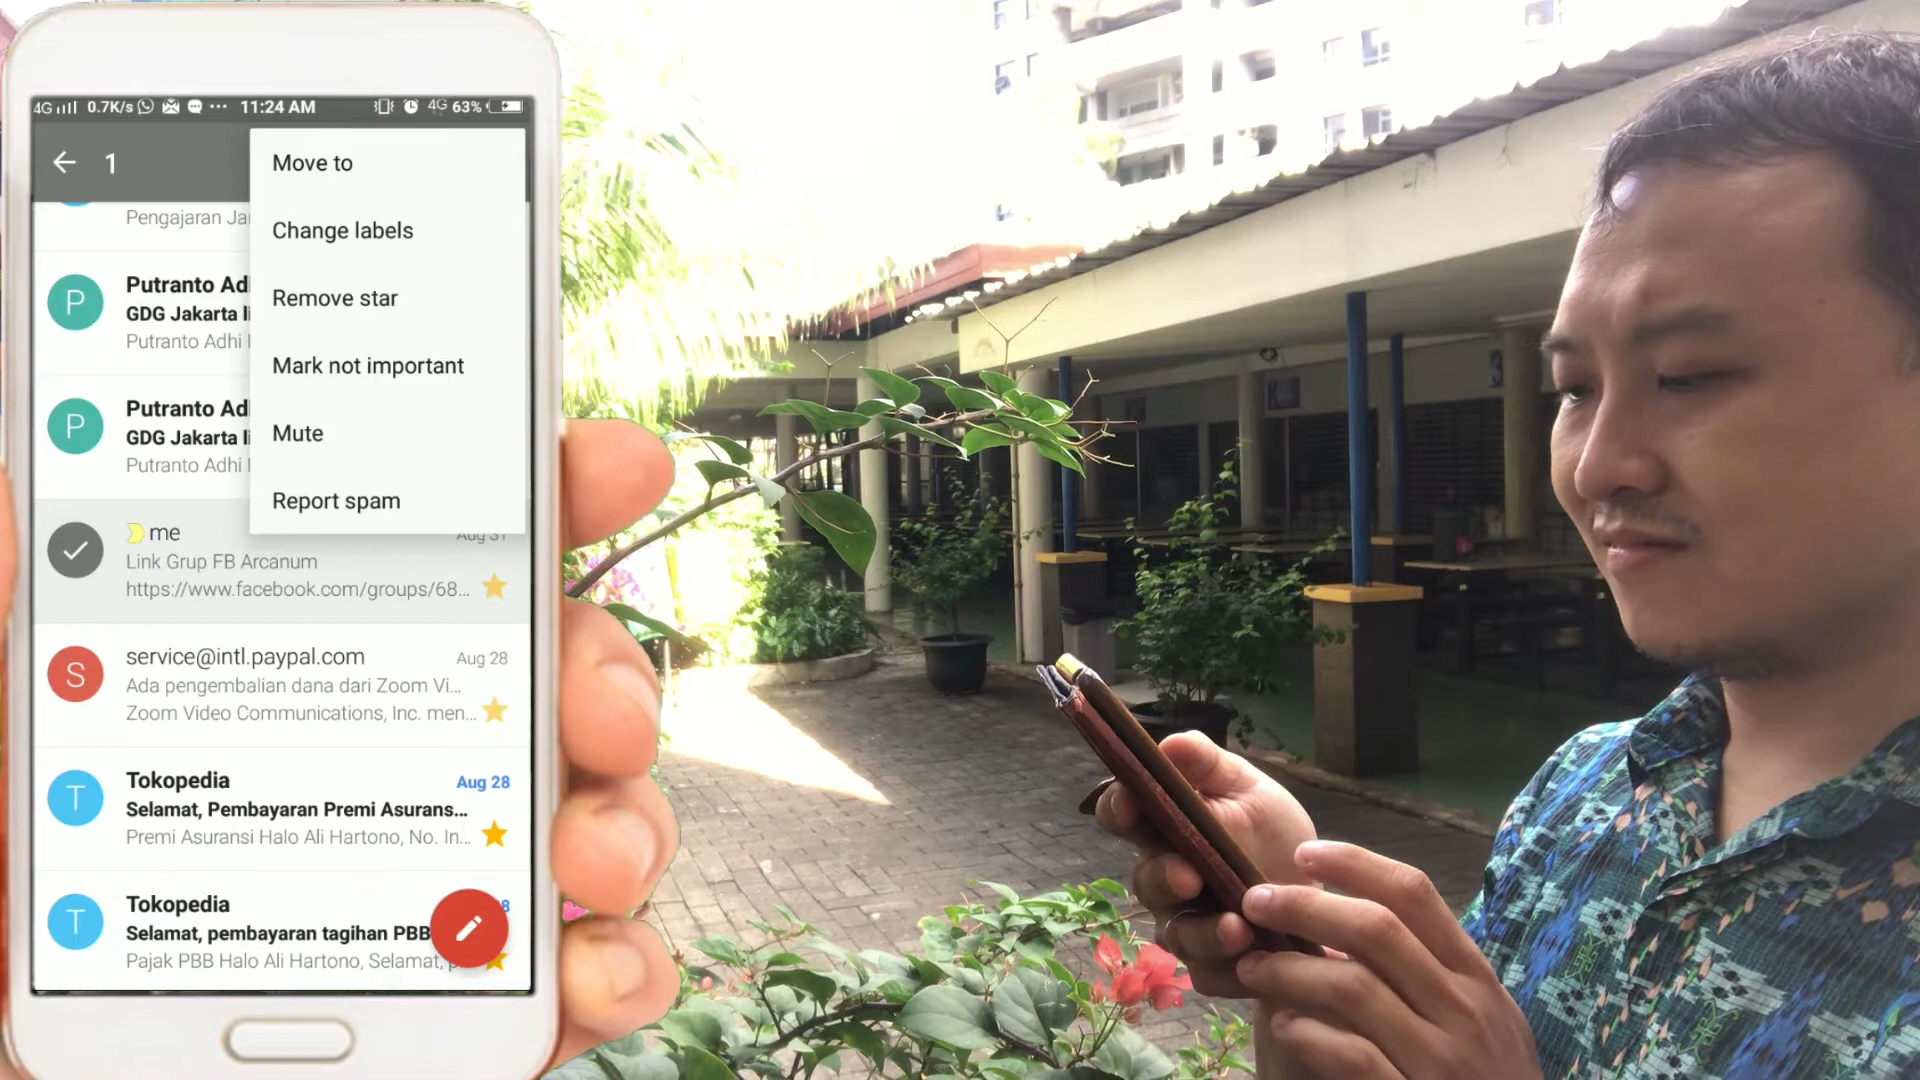 4G 0.7K/s ... 11:24 AM 4G 63%
1
Move to
Change labels
Remove star
Mark not important
Mute
Report spam
Pengajaran
P
Putranto
GDG Jakarta
Putranto Adhi
P
Putranto
GDG Jakarta
Putranto Adhi
me
Aug 31
Link Grup FB Arcanum
https://www.facebook.com/groups/68...
S
service@intl.paypal.com
Aug 28
Ada pengembalian dana dari Zoom Vi...
Zoom Video Communications, Inc. men...
T
Tokopedia
Aug 28
Selamat, Pembayaran Premi Asurans...
Premi Asuransi Halo Ali Hartono, No. In...
T
Tokopedia
8
Selamat, pembayaran tagihan PBB
Pajak PBB Halo Ali Hartono, Selamat,